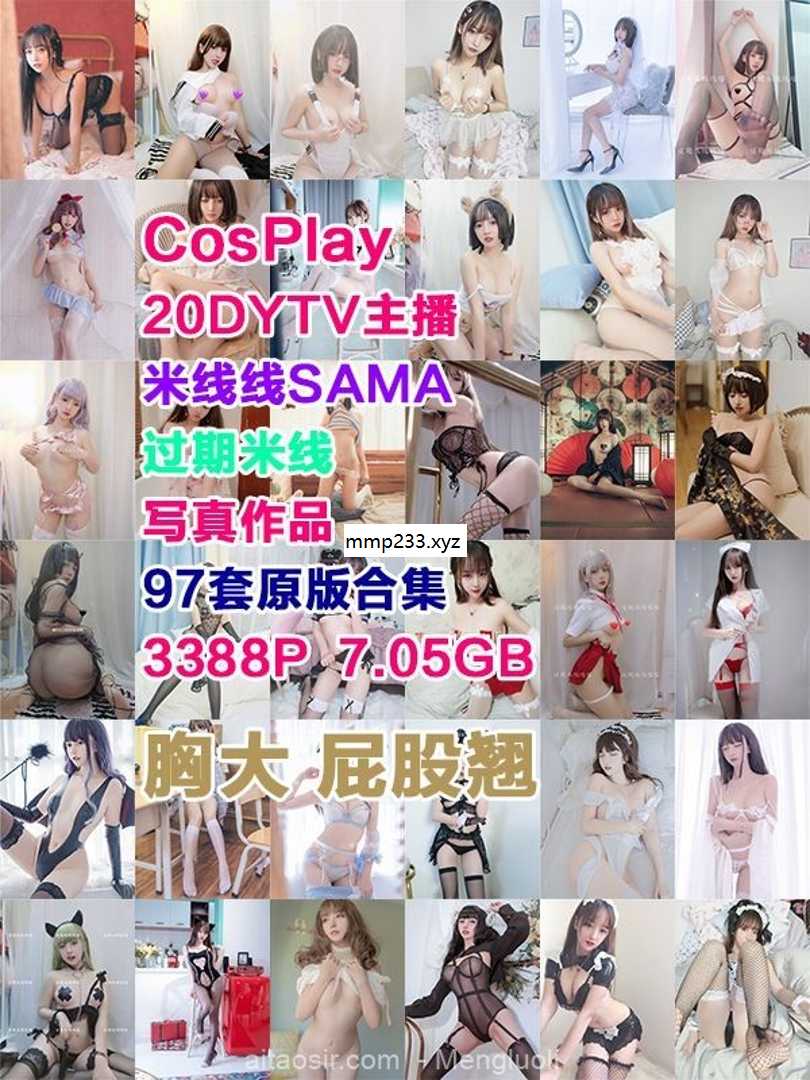 CosPlay
20DYTV主播
米线线SAMA
过期米线
写真作品
mmp233.xyz
97套原版合集
3388P 7.05GB
胸大 屁股翘
aitaosir.com - Mengluoli